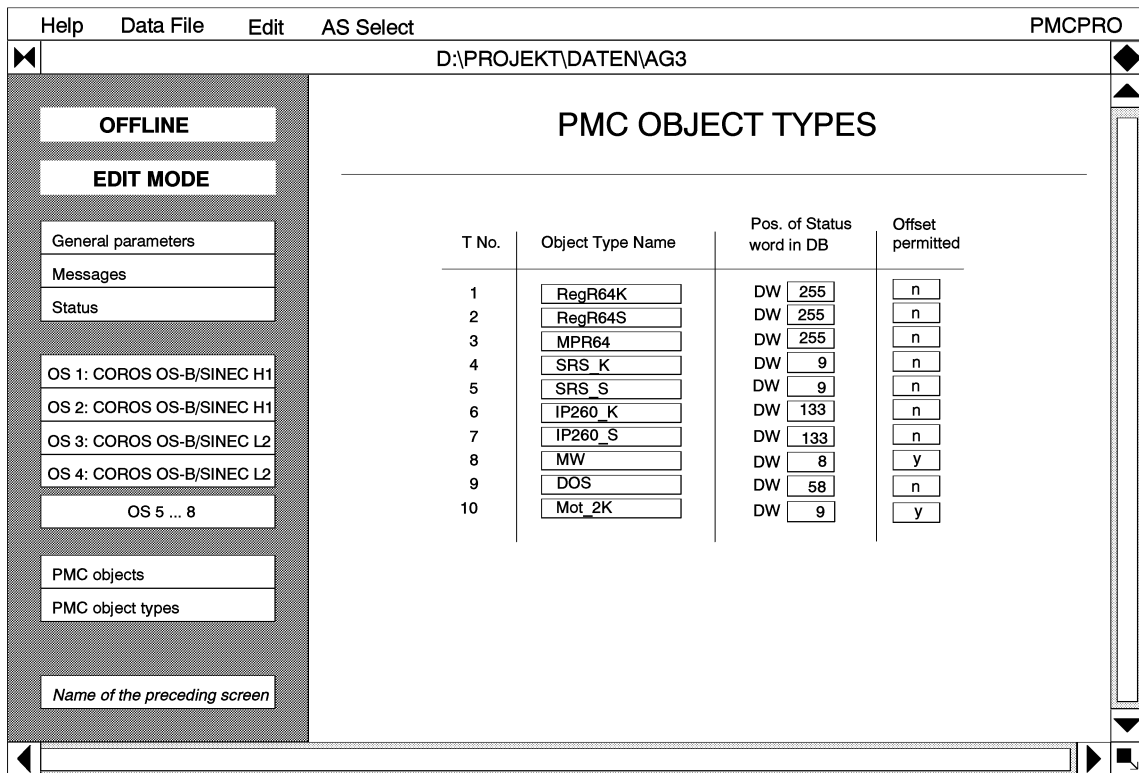 Help Data File Edit AS Select PMCPRO
D:\PROJEKT\DATEN\AG3
OFFLINE
EDIT MODE
General parameters
Messages
Status
OS 1: COROS OS-B/SINEC H1
OS 2: COROS OS-B/SINEC H1
OS 3: COROS OS-B/SINEC L2
OS 4: COROS OS-B/SINEC L2
OS 5 ... 8
PMC objects
PMC object types
Name of the preceding screen
PMC OBJECT TYPES
T No. Object Type Name Pos. of Status word in DB Offset permitted
1 RegR64K DW 255 n
2 RegR64S DW 255 n
3 MPR64 DW 255 n
4 SRS_K DW 9 n
5 SRS_S DW 9 n
6 IP260_K DW 133 n
7 IP260_S DW 133 n
8 MW DW 8 y
9 DOS DW 58 n
10 Mot_2K DW 9 y